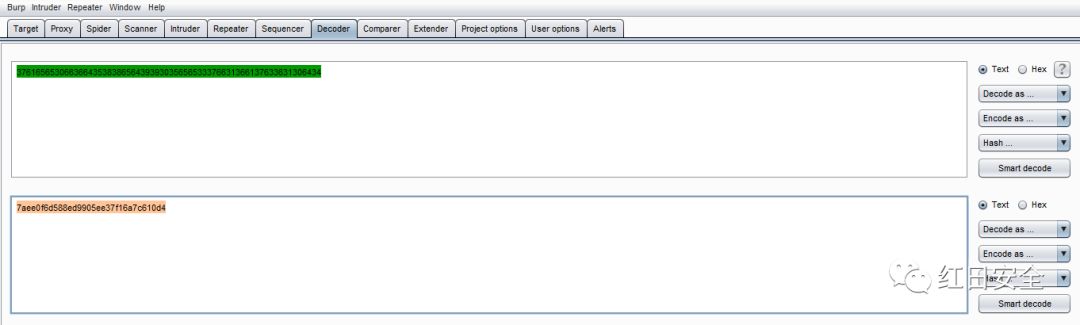 Burp Intruder Repeater Window Help
Target Proxy Spider Scanner Intruder Repeater Sequencer Decoder Comparer Extender Project options User options Alerts
3761656530663664353838656439393035656533376631366137633631306434
Text Hex ?
Decode as ...
Encode as ...
Hash ...
Smart decode
7aee0f6d588ed9905ee37f16a7c610d4
Text Hex
Decode as ...
Encode as ...
Hash ...
红日安全
Smart decode